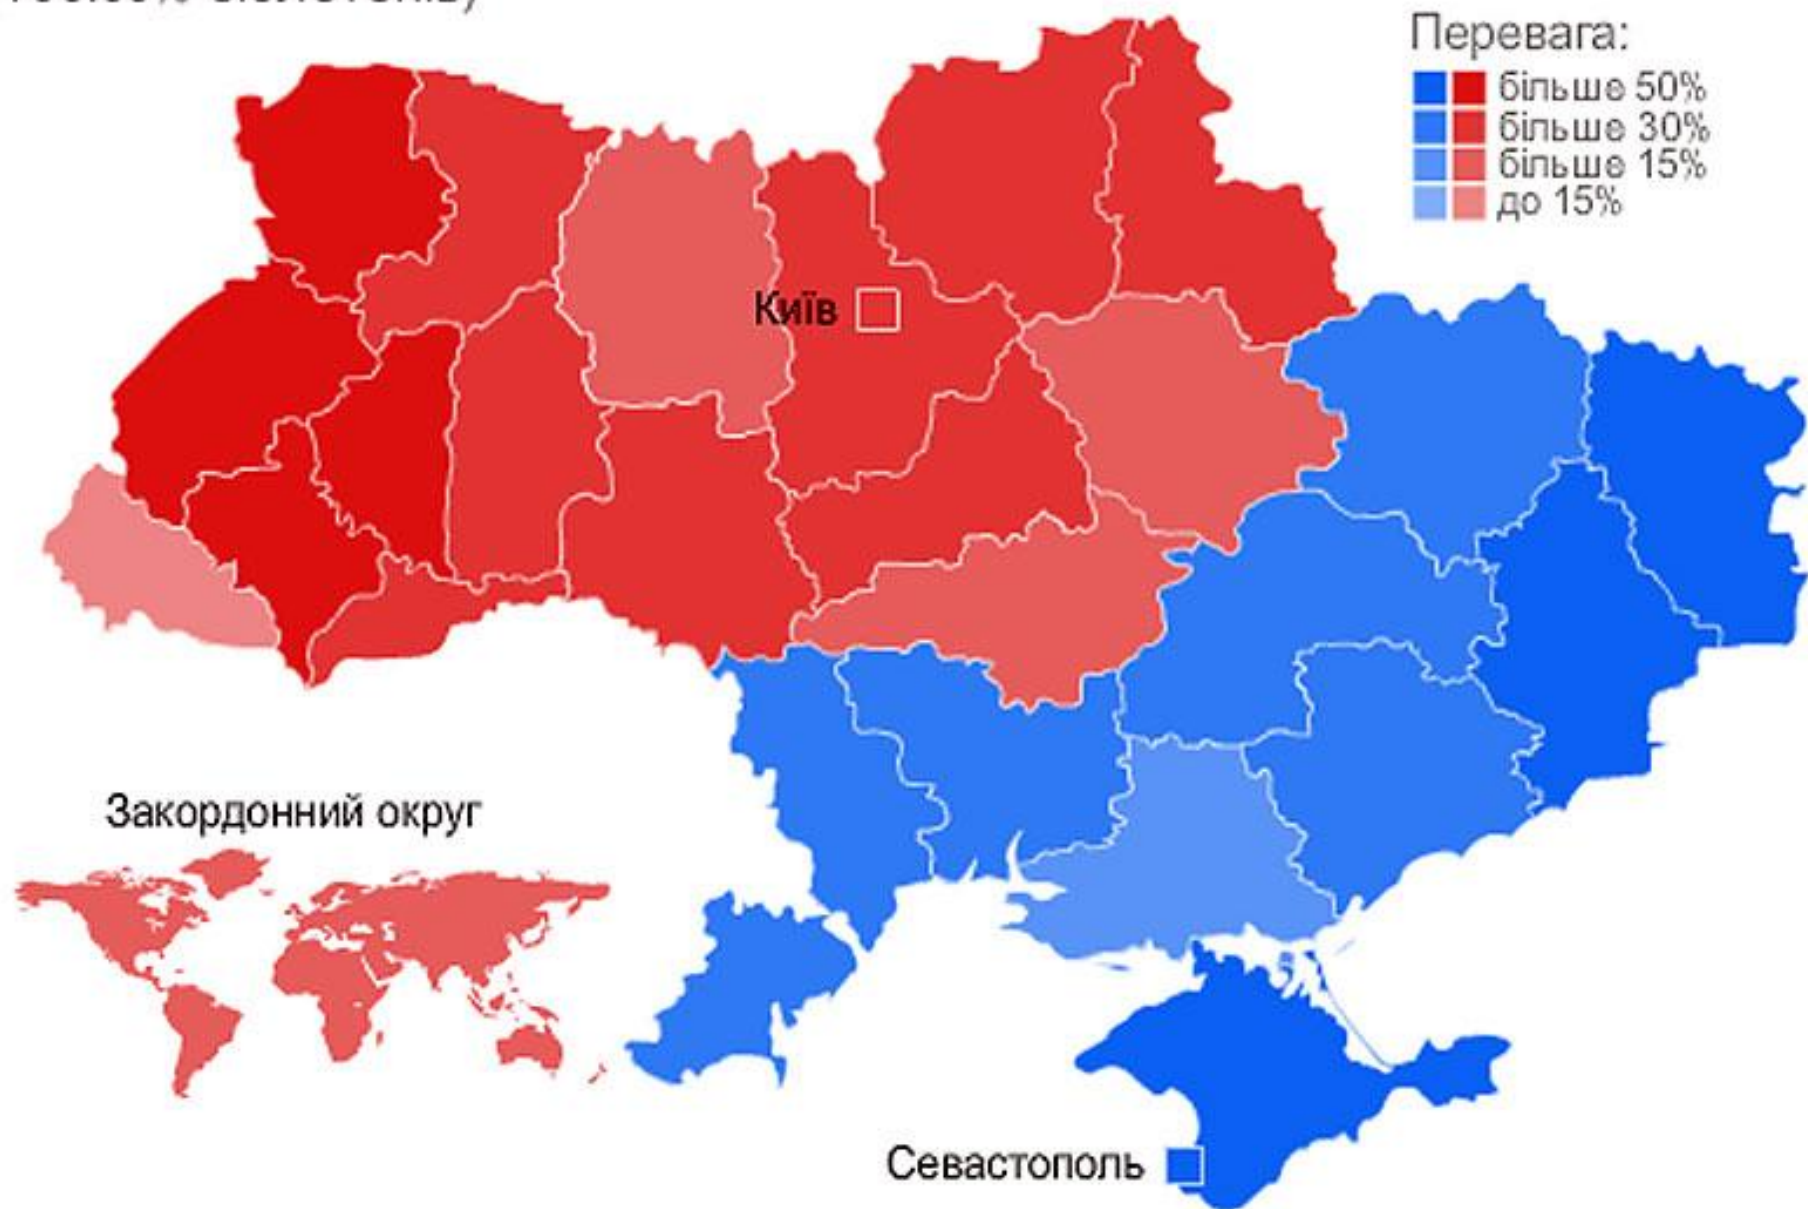 Перевага:
більше 50%
більше 30%
більше 15%
до 15%
Київ
Закордонний округ
Севастополь